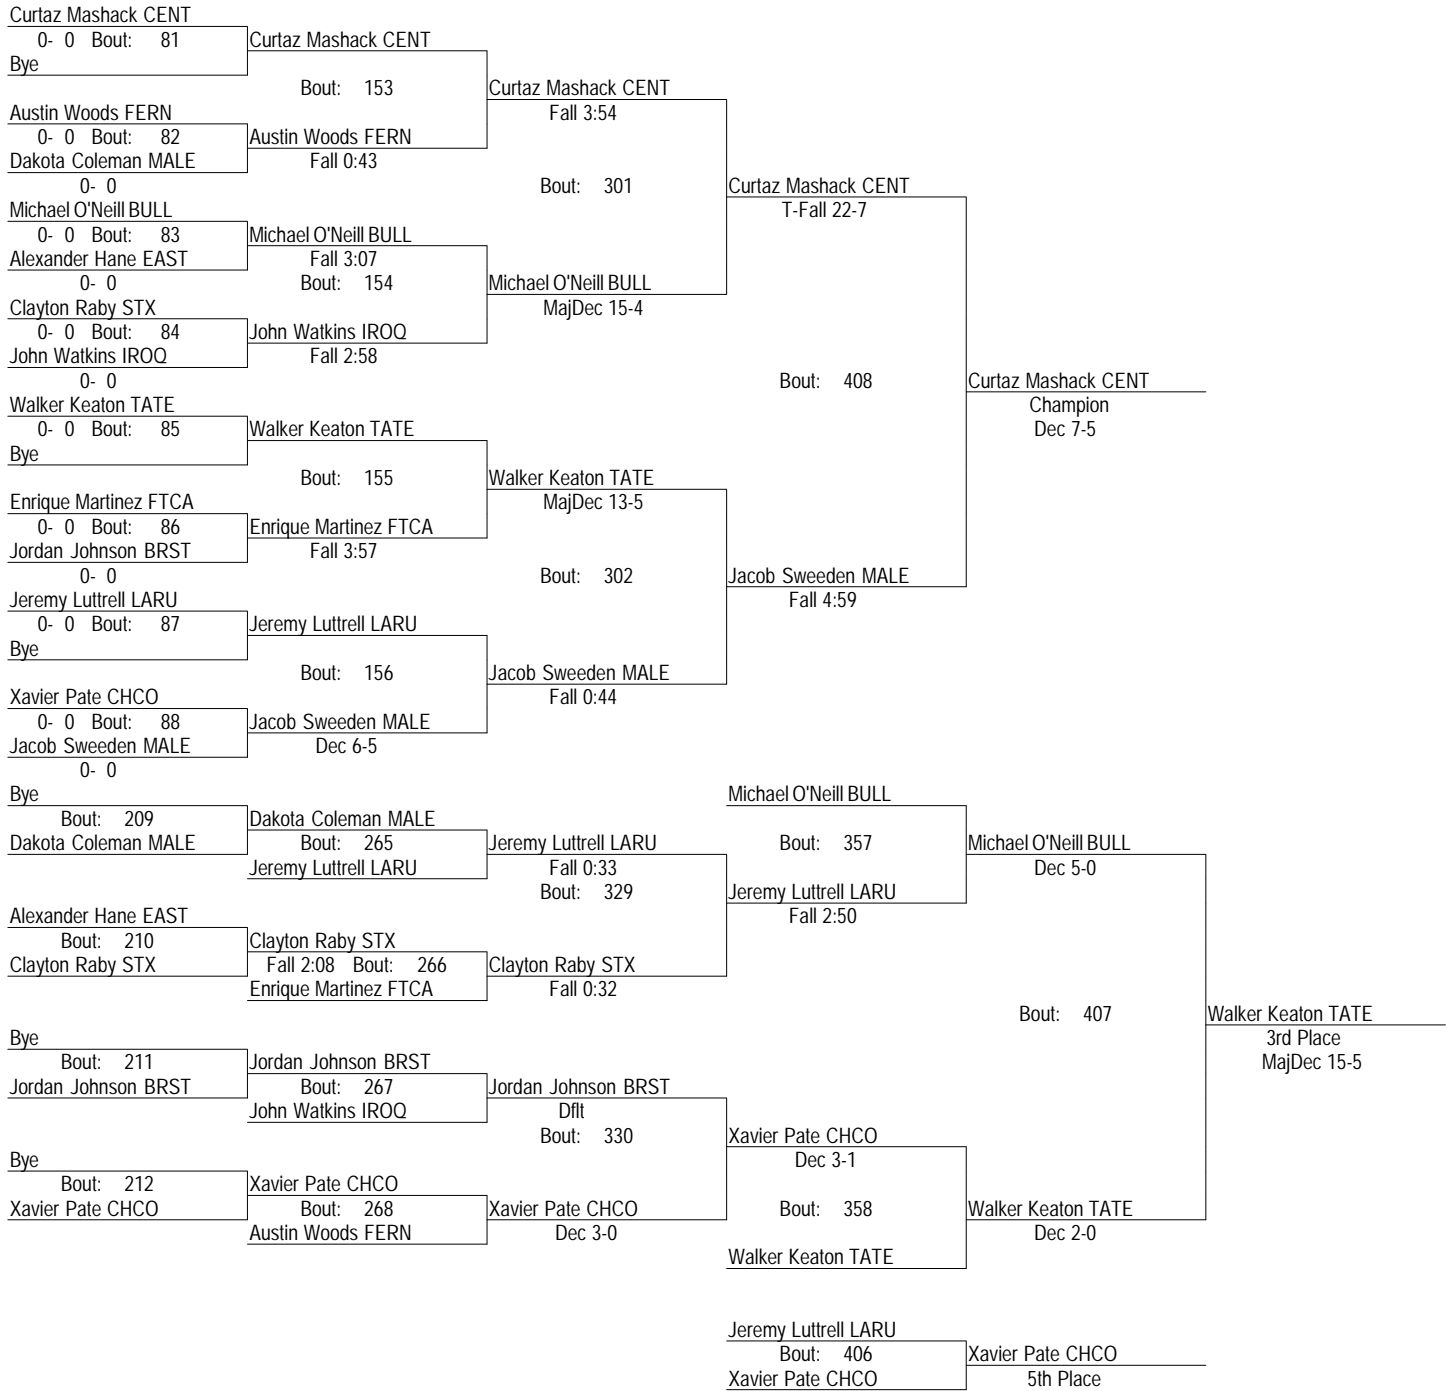 Curtaz Mashack CENT
0- 0 Bout: 81
Curtaz Mashack CENT
Bye
Bout: 153
Curtaz Mashack CENT
Austin Woods FERN
Fall 3:54
0- 0 Bout: 82
Austin Woods FERN
Dakota Coleman MALE
Fall 0:43
0- 0
Bout: 301
Curtaz Mashack CENT
Michael O'Neill BULL
T-Fall 22-7
0- 0 Bout: 83
Michael O'Neill BULL
Alexander Hane EAST
Fall 3:07
0- 0
Bout: 154
Michael O'Neill BULL
Clayton Raby STX
MajDec 15-4
0- 0 Bout: 84
John Watkins IROQ
John Watkins IROQ
Fall 2:58
0- 0
Bout: 408
Curtaz Mashack CENT
Walker Keaton TATE
Champion
0- 0 Bout: 85
Walker Keaton TATE
Dec 7-5
Bye
Bout: 155
Walker Keaton TATE
Enrique Martinez FTCA
MajDec 13-5
0- 0 Bout: 86
Enrique Martinez FTCA
Jordan Johnson BRST
Fall 3:57
0- 0
Bout: 302
Jacob Sweeden MALE
Jeremy Luttrell LARU
Fall 4:59
0- 0 Bout: 87
Jeremy Luttrell LARU
Bye
Bout: 156
Jacob Sweeden MALE
Xavier Pate CHCO
Fall 0:44
0- 0 Bout: 88
Jacob Sweeden MALE
Jacob Sweeden MALE
Dec 6-5
0- 0
Bye
Michael O'Neill BULL
Bout: 209
Dakota Coleman MALE
Dakota Coleman MALE
Bout: 265
Jeremy Luttrell LARU
Bout: 357
Michael O'Neill BULL
Jeremy Luttrell LARU
Fall 0:33
Dec 5-0
Bout: 329
Jeremy Luttrell LARU
Alexander Hane EAST
Fall 2:50
Bout: 210
Clayton Raby STX
Clayton Raby STX
Fall 2:08 Bout: 266
Clayton Raby STX
Enrique Martinez FTCA
Fall 0:32
Bout: 407
Walker Keaton TATE
Bye
3rd Place
Bout: 211
Jordan Johnson BRST
MajDec 15-5
Jordan Johnson BRST
Bout: 267
Jordan Johnson BRST
John Watkins IROQ
Dflt
Bout: 330
Xavier Pate CHCO
Bye
Dec 3-1
Bout: 212
Xavier Pate CHCO
Xavier Pate CHCO
Bout: 268
Xavier Pate CHCO
Bout: 358
Walker Keaton TATE
Austin Woods FERN
Dec 3-0
Dec 2-0
Walker Keaton TATE
Jeremy Luttrell LARU
Bout: 406
Xavier Pate CHCO
Xavier Pate CHCO
5th Place